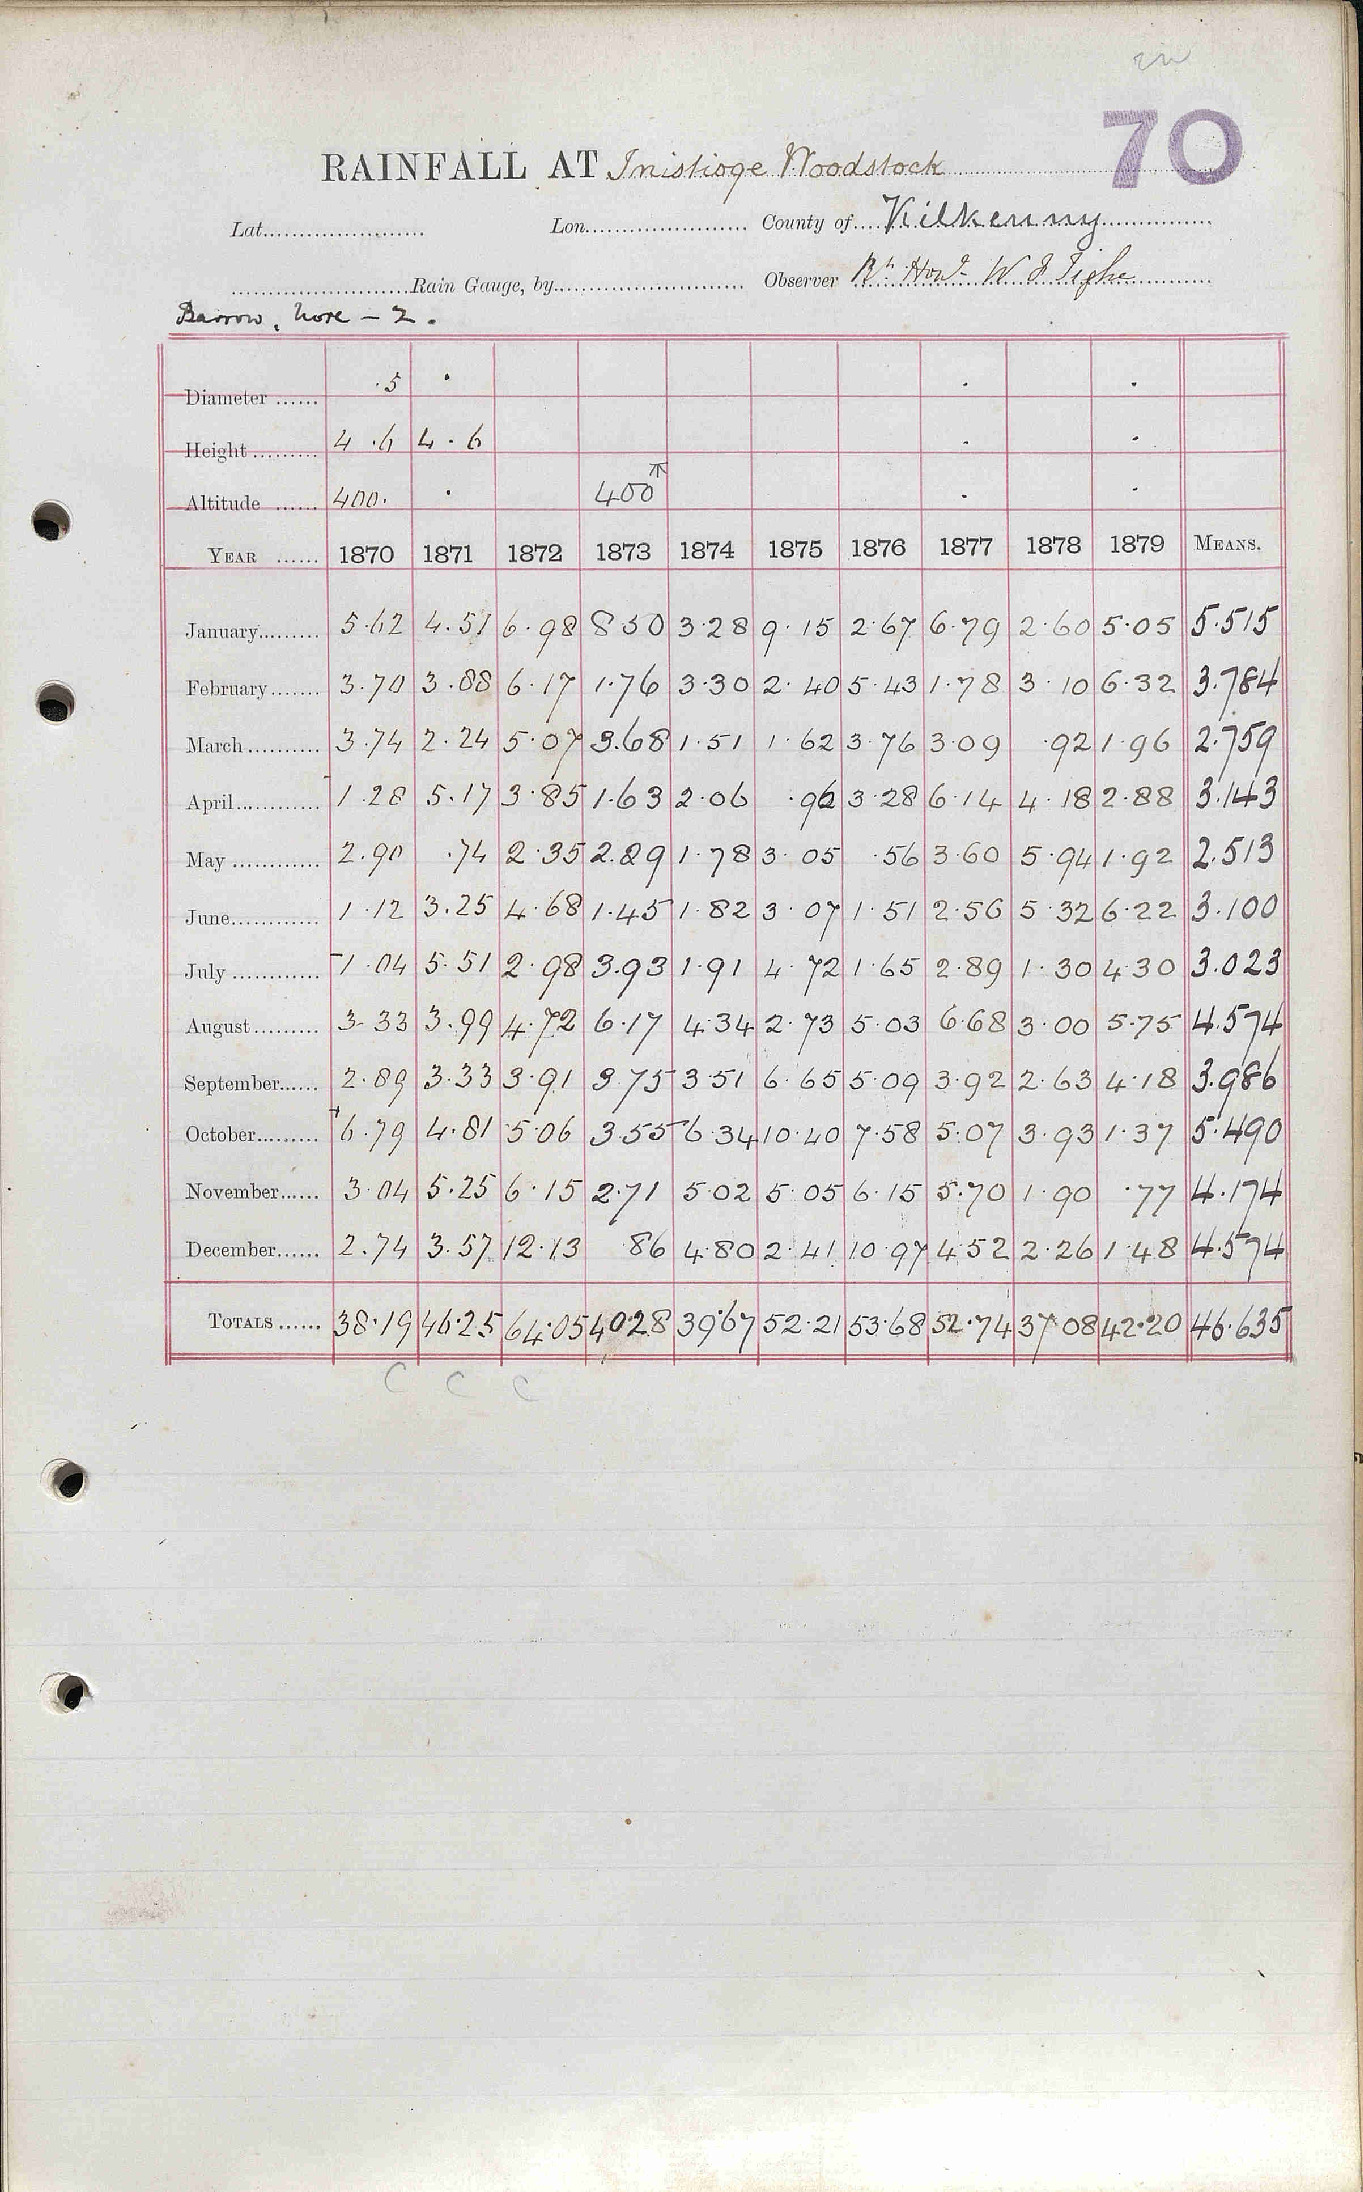 70
RAINFALL AT Inistioge Woodstock
Lat. Lon. County of Kilkenny
Rain Gauge, by Observer Rt Honl W F Tighe
Barrow, Nore - 2.
Diameter ...... .5 . . .
Height ......... 4.6 4.6 . .
Altitude ...... 400. . 400 . .
YEAR ...... 1870 1871 1872 1873 1874 1875 1876 1877 1878 1879 MEANS.
January......... 5.62 4.51 6.98 8 50 3.28 9.15 2.67 6.79 2.60 5.05 5.515
February....... 3.70 3.88 6.17 1.76 3.30 2.40 5.43 1.78 3.10 6.32 3.784
March .......... 3.74 2.24 5.07 3.68 1.51 1.62 3.76 3.09 .92 1.96 2.759
April............ 1.28 5.17 3.85 1.63 2.06 .96 3.28 6.14 4.18 2.88 3.143
May ............ 2.90 .74 2.35 2.29 1.78 3.05 .56 3.60 5.94 1.92 2.513
June............ 1.12 3.25 4.68 1.45 1.82 3.07 1.51 2.56 5.32 6.22 3.100
July ............ 1.04 5.51 2.98 3.93 1.91 4.72 1.65 2.89 1.30 4.30 3.023
August......... 3.33 3.99 4.72 6.17 4.34 2.73 5.03 6.68 3.00 5.75 4.574
September...... 2.89 3.33 3.91 3 75 3.51 6.65 5.09 3.92 2.63 4.18 3.986
October......... 6.79 4.81 5.06 3.55 6.34 10.40 7.58 5.07 3.93 1.37 5.490
November...... 3.04 5.25 6.15 2.71 5.02 5.05 6.15 5.70 1.90 .77 4.174
December...... 2.74 3.57 12.13 86 4.80 2.41 10.97 4.52 2.26 1.48 4.574
TOTALS ...... 38.19 46.25 64.05 40.28 39.67 52.21 53.68 52.74 37.08 42.20 46.635
C C C